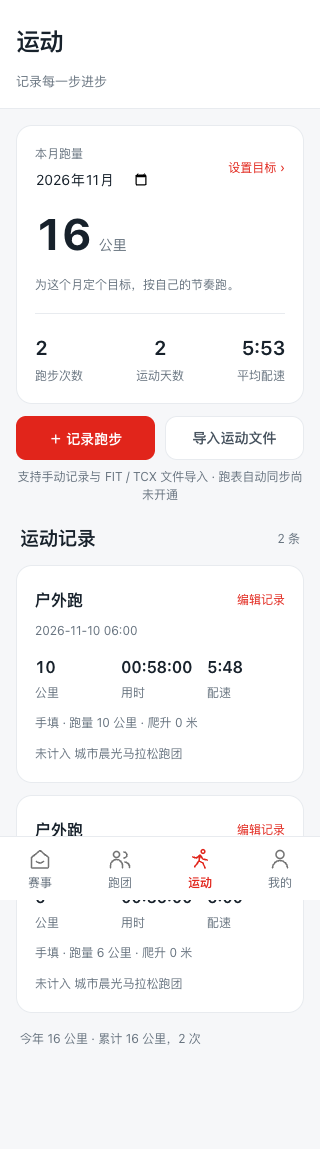 运动
记录每一步进步
本月跑量
设置目标 ›
2026年11月
16 公里
为这个月定个目标，按自己的节奏跑。
2 2 5:53
跑步次数 运动天数 平均配速
+ 记录跑步 导入运动文件
支持手动记录与 FIT / TCX 文件导入 · 跑表自动同步尚
未开通
运动记录 2 条
户外跑 编辑记录
2026-11-10 06:00
10 00:58:00 5:48
公里 用时 配速
手填 · 跑量 10 公里 · 爬升 0 米
未计入 城市晨光马拉松跑团
户外跑 编辑记录
赛事 跑团 运动 我的
公里 用时 配速
手填 · 跑量 6 公里 · 爬升 0 米
未计入 城市晨光马拉松跑团
今年 16 公里 · 累计 16 公里，2 次